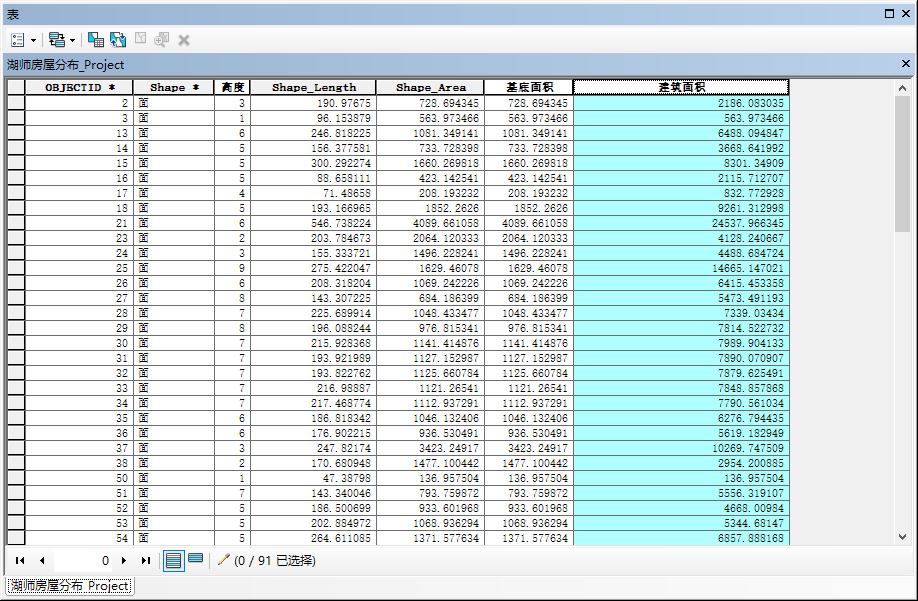 表
湖师房屋分布_Project
OBJECTID * Shape * 高度 Shape_Length Shape_Area 基底面积 建筑面积
2 面 3 190.97675 728.694345 728.694345 2186.083035
3 面 1 96.153879 563.973466 563.973466 563.973466
13 面 6 246.818225 1081.349141 1081.349141 6488.094847
14 面 5 156.377581 733.728398 733.728398 3668.641992
15 面 5 300.292274 1660.269818 1660.269818 8301.34909
16 面 5 88.658111 423.142541 423.142541 2115.712707
17 面 4 71.48658 208.193232 208.193232 832.772928
18 面 5 193.166965 1852.2626 1852.2626 9261.312998
21 面 6 546.738224 4089.661058 4089.661058 24537.966345
23 面 2 203.784673 2064.120333 2064.120333 4128.240667
24 面 3 155.333721 1496.228241 1496.228241 4488.684724
25 面 9 275.422047 1629.46078 1629.46078 14665.147021
26 面 6 208.318204 1069.242226 1069.242226 6415.453358
27 面 8 143.307225 684.186399 684.186399 5473.491193
28 面 7 225.689914 1048.433477 1048.433477 7339.03434
29 面 8 196.088244 976.815341 976.815341 7814.522732
30 面 7 215.928368 1141.414876 1141.414876 7989.904133
31 面 7 193.921989 1127.152987 1127.152987 7890.070907
32 面 7 193.822762 1125.660784 1125.660784 7879.625491
33 面 7 216.98887 1121.26541 1121.26541 7848.857868
34 面 7 217.468774 1112.937291 1112.937291 7790.561034
35 面 6 186.818342 1046.132406 1046.132406 6276.794435
36 面 6 176.902215 936.530491 936.530491 5619.182949
37 面 3 247.82174 3423.24917 3423.24917 10269.747509
38 面 2 170.680948 1477.100442 1477.100442 2954.200885
50 面 1 47.38798 136.957504 136.957504 136.957504
51 面 7 143.340046 793.759872 793.759872 5556.319107
52 面 5 186.500699 933.601968 933.601968 4668.00984
53 面 5 202.884972 1068.936294 1068.936294 5344.68147
54 面 5 264.611085 1371.577634 1371.577634 6857.888168
0 (0 / 91 已选择)
湖师房屋分布_Project